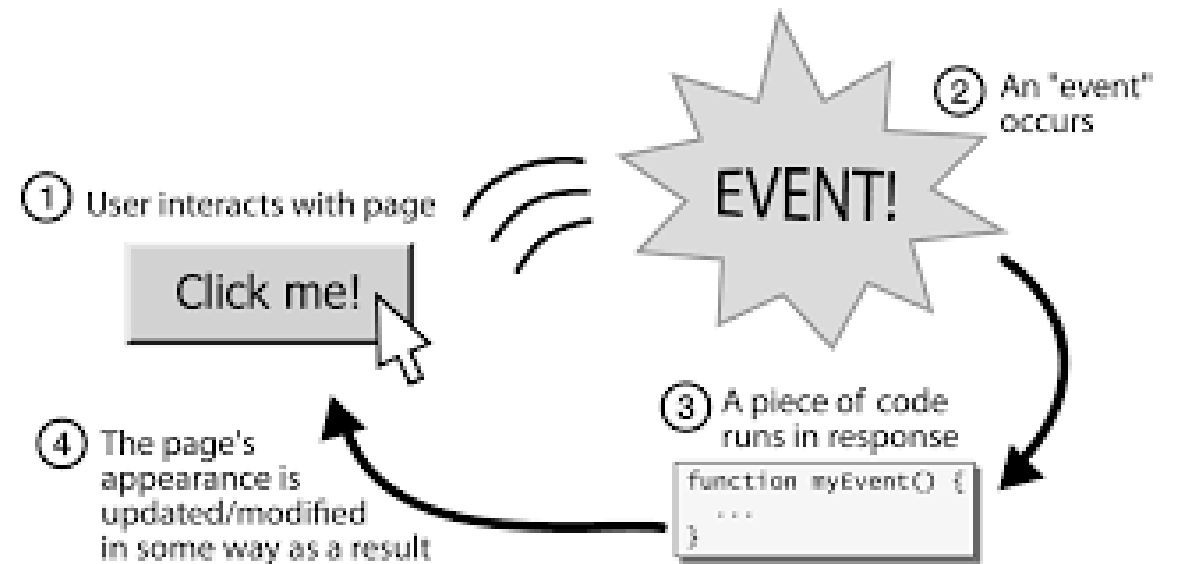 1 User interacts with page
Click me!
EVENT!
2 An "event"
occurs
3 A piece of code
runs in response
function myEvent() {
...
}
4 The page's
appearance is
updated/modified
in some way as a result